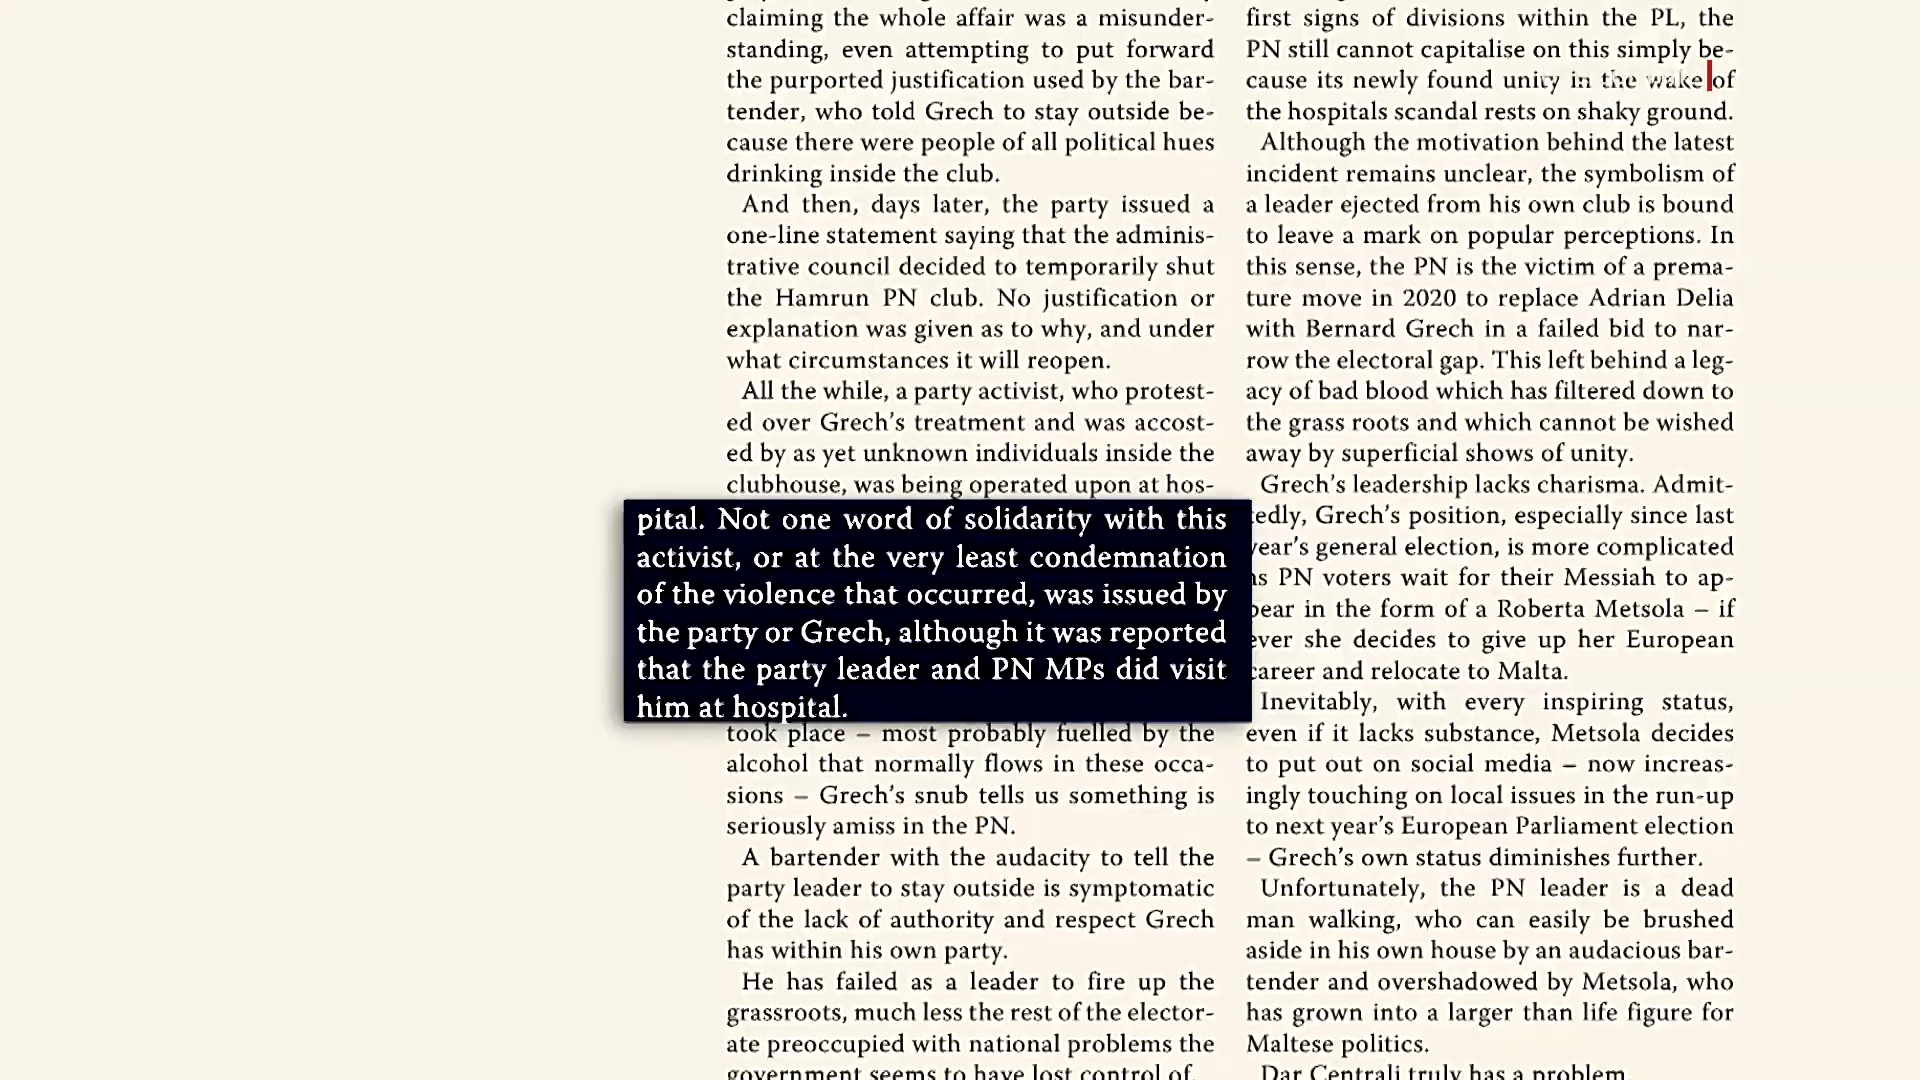 claiming the whole affair was a misunder-
standing, even attempting to put forward
the purported justification used by the bar-
tender, who told Grech to stay outside be-
cause there were people of all political hues
drinking inside the club.
And then, days later, the party issued a
one-line statement saying that the adminis-
trative council decided to temporarily shut
the Hamrun PN club. No justification or
explanation was given as to why, and under
what circumstances it will reopen.
All the while, a party activist, who protest-
ed over Grech's treatment and was accost-
ed by as yet unknown individuals inside the
clubhouse, was being operated upon at hos-
pital. Not one word of solidarity with this
activist, or at the very least condemnation
of the violence that occurred, was issued by
the party or Grech, although it was reported
that the party leader and PN MPs did visit
him at hospital.
took place – most probably fuelled by the
alcohol that normally flows in these occa-
sions – Grech's snub tells us something is
seriously amiss in the PN.
A bartender with the audacity to tell the
party leader to stay outside is symptomatic
of the lack of authority and respect Grech
has within his own party.
He has failed as a leader to fire up the
grassroots, much less the rest of the elector-
ate preoccupied with national problems the
government seems to have lost control of.
first signs of divisions within the PL, the
PN still cannot capitalise on this simply be-
cause its newly found unity in the wake of
the hospitals scandal rests on shaky ground.
Although the motivation behind the latest
incident remains unclear, the symbolism of
a leader ejected from his own club is bound
to leave a mark on popular perceptions. In
this sense, the PN is the victim of a prema-
ture move in 2020 to replace Adrian Delia
with Bernard Grech in a failed bid to nar-
row the electoral gap. This left behind a leg-
acy of bad blood which has filtered down to
the grass roots and which cannot be wished
away by superficial shows of unity.
Grech's leadership lacks charisma. Admit-
tedly, Grech's position, especially since last
year's general election, is more complicated
as PN voters wait for their Messiah to ap-
pear in the form of a Roberta Metsola – if
ever she decides to give up her European
career and relocate to Malta.
Inevitably, with every inspiring status,
even if it lacks substance, Metsola decides
to put out on social media – now increas-
ingly touching on local issues in the run-up
to next year's European Parliament election
– Grech's own status diminishes further.
Unfortunately, the PN leader is a dead
man walking, who can easily be brushed
aside in his own house by an audacious bar-
tender and overshadowed by Metsola, who
has grown into a larger than life figure for
Maltese politics.
Dar Centrali truly has a problem.